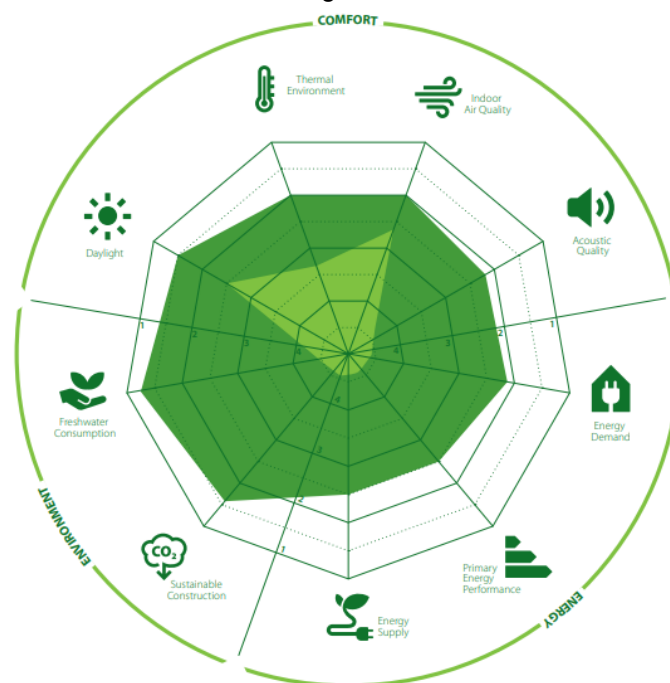 COMFORT
Thermal
Environment
Indoor
Air Quality
Daylight
Acoustic
Quality
1
2
3
4
4
3
2
1
Freshwater
Consumption
Energy
Demand
4
3
2
1
ENVIRONMENT
CO2
Sustainable
Construction
Energy
Supply
Primary
Energy
Performance
ENERGY